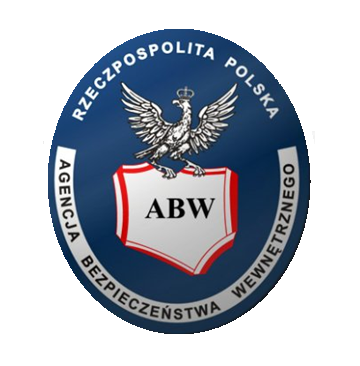 RZECZPOSPOLITA POLSKA
ABW
AGENCJA BEZPIECZEŃSTWA WEWNĘTRZNEGO